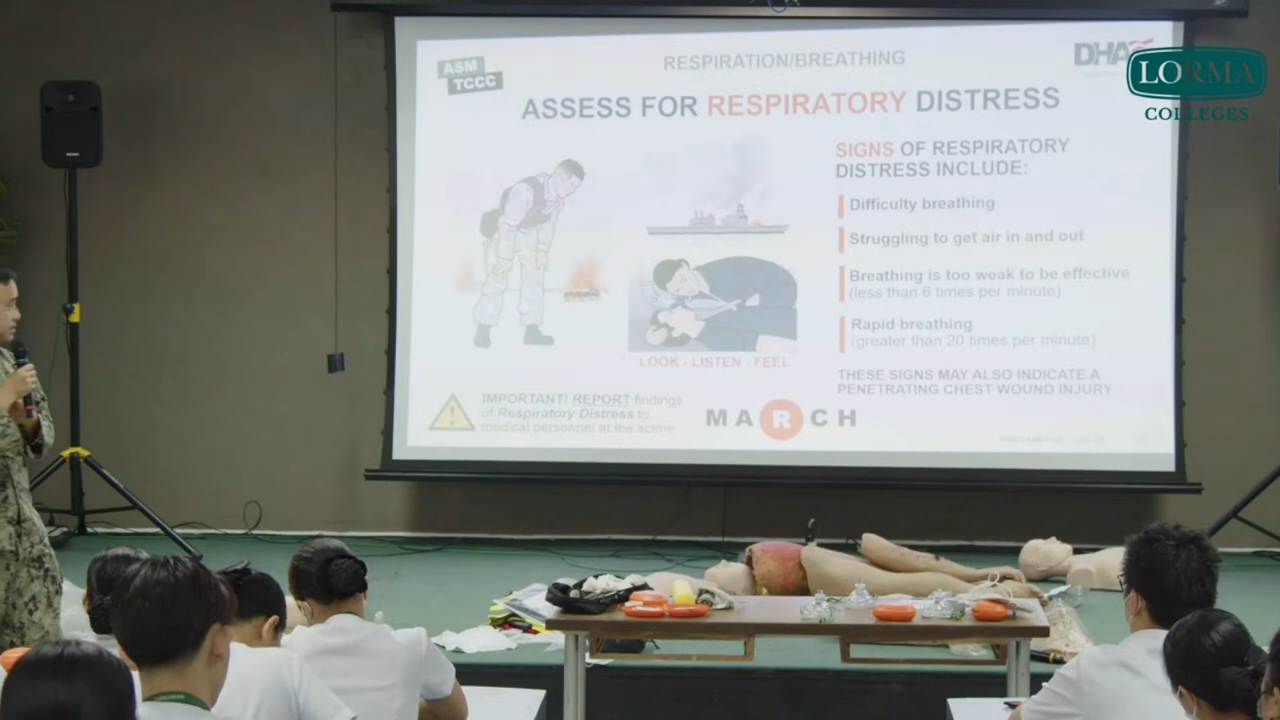 ASM
TCCC
RESPIRATION/BREATHING
DHA
LORMA
COLLEGES
ASSESS FOR RESPIRATORY DISTRESS
SIGNS OF RESPIRATORY
DISTRESS INCLUDE:
Difficulty breathing
Struggling to get air in and out
Breathing is too weak to be effective
(less than 6 times per minute)
Rapid breathing
(greater than 20 times per minute)
THESE SIGNS MAY ALSO INDICATE A
PENETRATING CHEST WOUND INJURY
LOOK - LISTEN - FEEL
IMPORTANT! REPORT findings
of Respiratory Distress to
medical personnel at the scene
MARCH